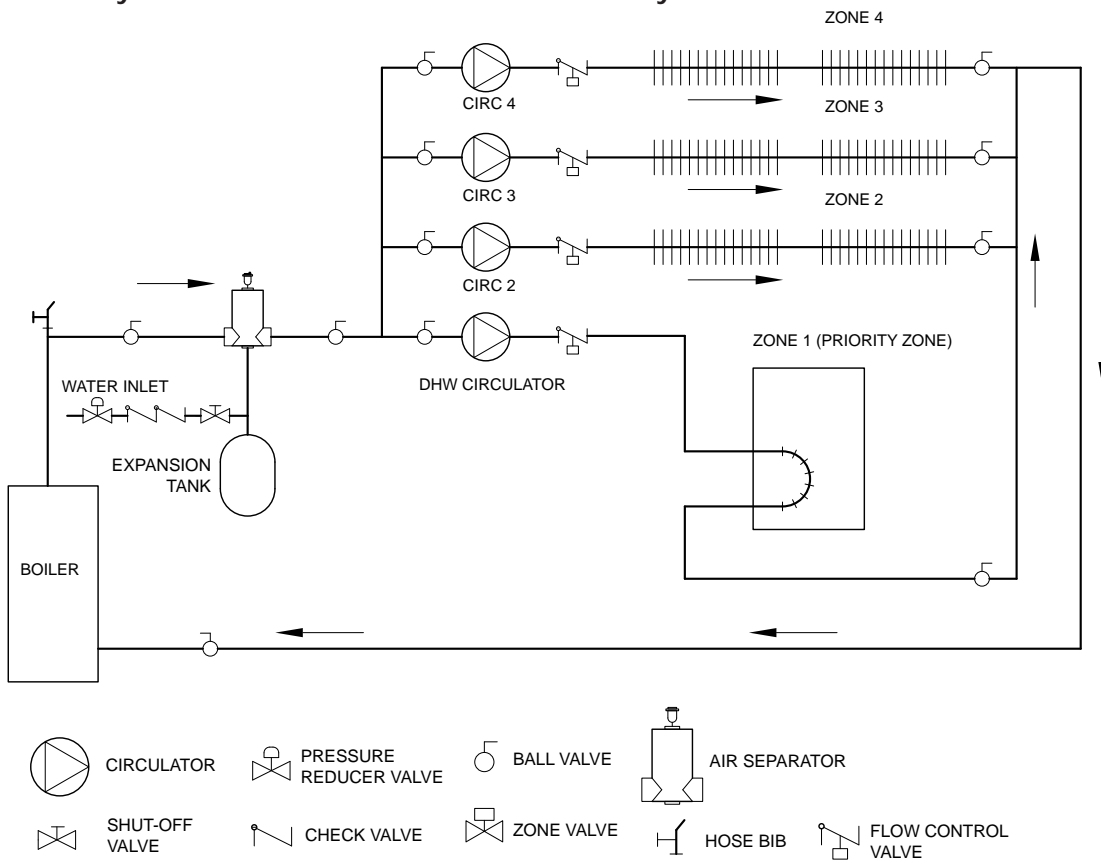 ZONE 4
CIRC 4
ZONE 3
CIRC 3
ZONE 2
CIRC 2
ZONE 1 (PRIORITY ZONE)
DHW CIRCULATOR
WATER INLET
EXPANSION
TANK
BOILER
CIRCULATOR
PRESSURE
REDUCER VALVE
BALL VALVE
AIR SEPARATOR
SHUT-OFF
VALVE
CHECK VALVE
ZONE VALVE
HOSE BIB
FLOW CONTROL
VALVE